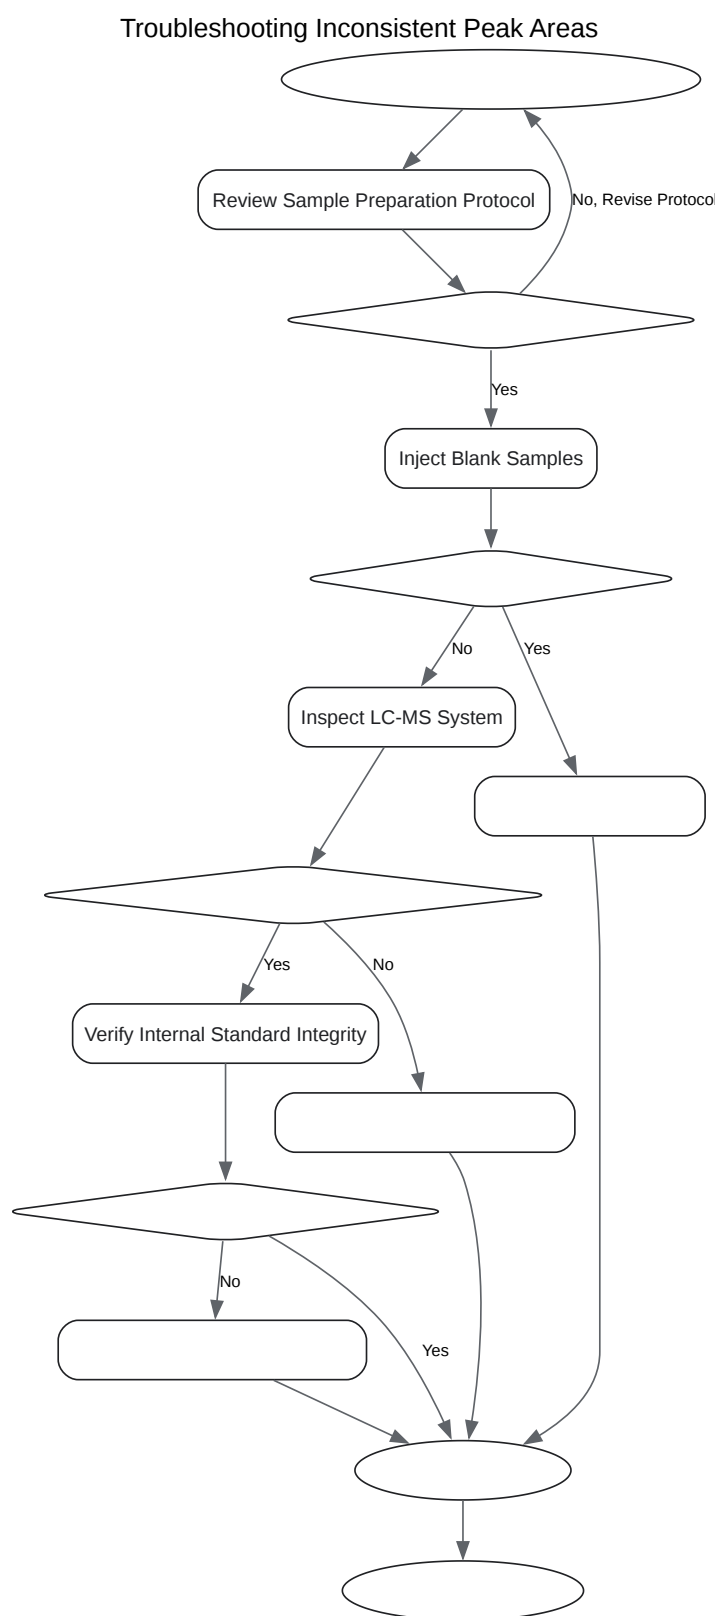 Troubleshooting Inconsistent Peak Areas
Review Sample Preparation Protocol
No, Revise Protocol
Yes
Inject Blank Samples
No
Yes
Inspect LC-MS System
Yes
No
Verify Internal Standard Integrity
No
Yes